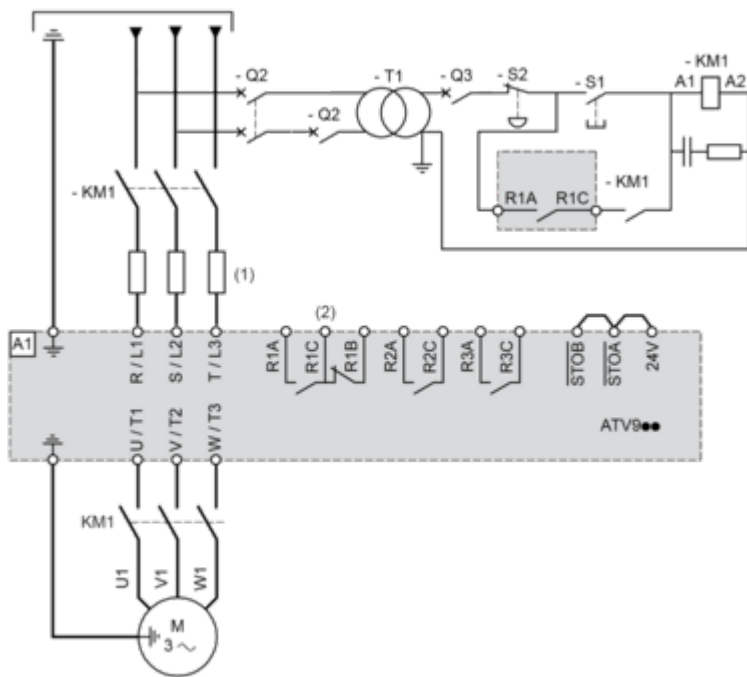 - Q2
- T1
- Q3
- S2
- S1
- KM1
A1
A2
- Q2
- KM1
R1A
R1C
- KM1
(1)
(2)
A1
R / L1
S / L2
T / L3
R1A
R1C
R1B
R2A
R2C
R3A
R3C
STOB
STOA
24V
U / T1
V / T2
W / T3
ATV9●●
KM1
U1
V1
W1
M
3 ~